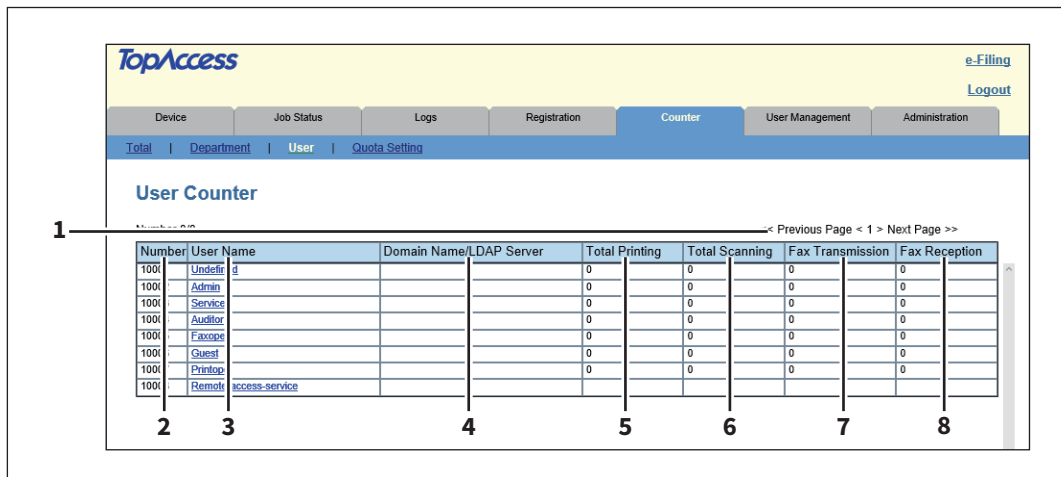 TopAccess
e-Filing
Logout
Device Job Status Logs Registration Counter User Management Administration
Total | Department | User | Quota Setting
User Counter
1
<< Previous Page < 1 > Next Page >>
Number User Name Domain Name/LDAP Server Total Printing Total Scanning Fax Transmission Fax Reception
Undefined 0 0 0 0
Admin 0 0 0 0
Service 0 0 0 0
Auditor 0 0 0 0
0 0 0 0
Guest 0 0 0 0
0 0 0 0
Remote-access-service
2 3 4 5 6 7 8